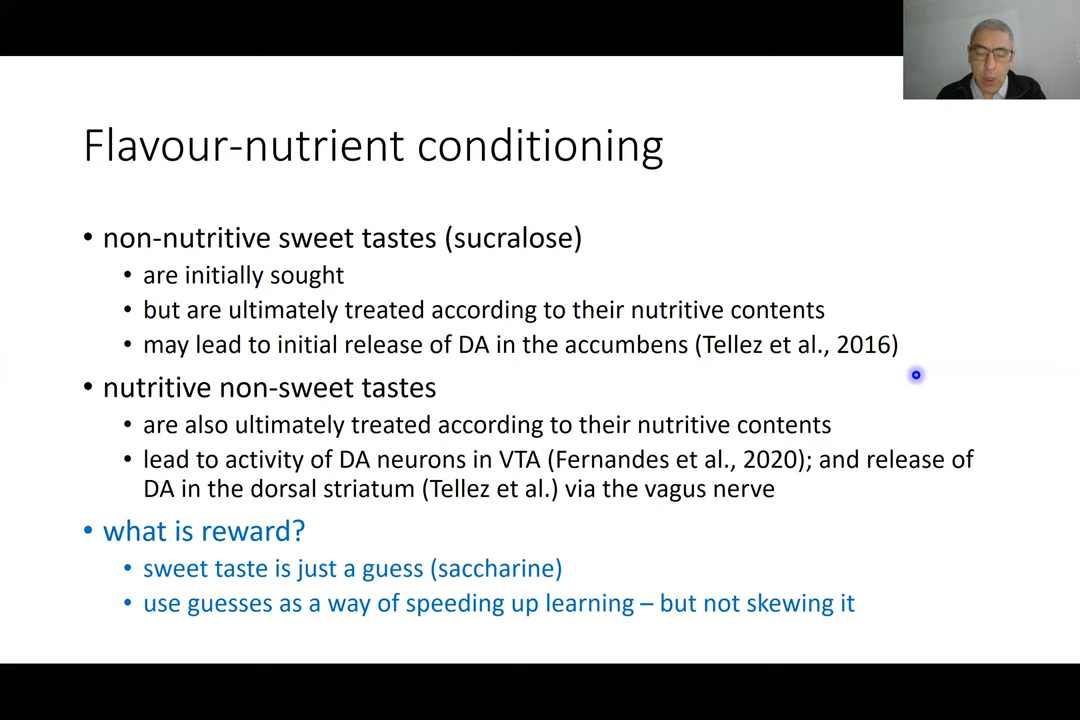 Flavour-nutrient conditioning
• non-nutritive sweet tastes (sucralose)
• are initially sought
• but are ultimately treated according to their nutritive contents
• may lead to initial release of DA in the accumbens (Tellez et al., 2016)
• nutritive non-sweet tastes
• are also ultimately treated according to their nutritive contents
• lead to activity of DA neurons in VTA (Fernandes et al., 2020); and release of
DA in the dorsal striatum (Tellez et al.) via the vagus nerve
• what is reward?
• sweet taste is just a guess (saccharine)
• use guesses as a way of speeding up learning – but not skewing it